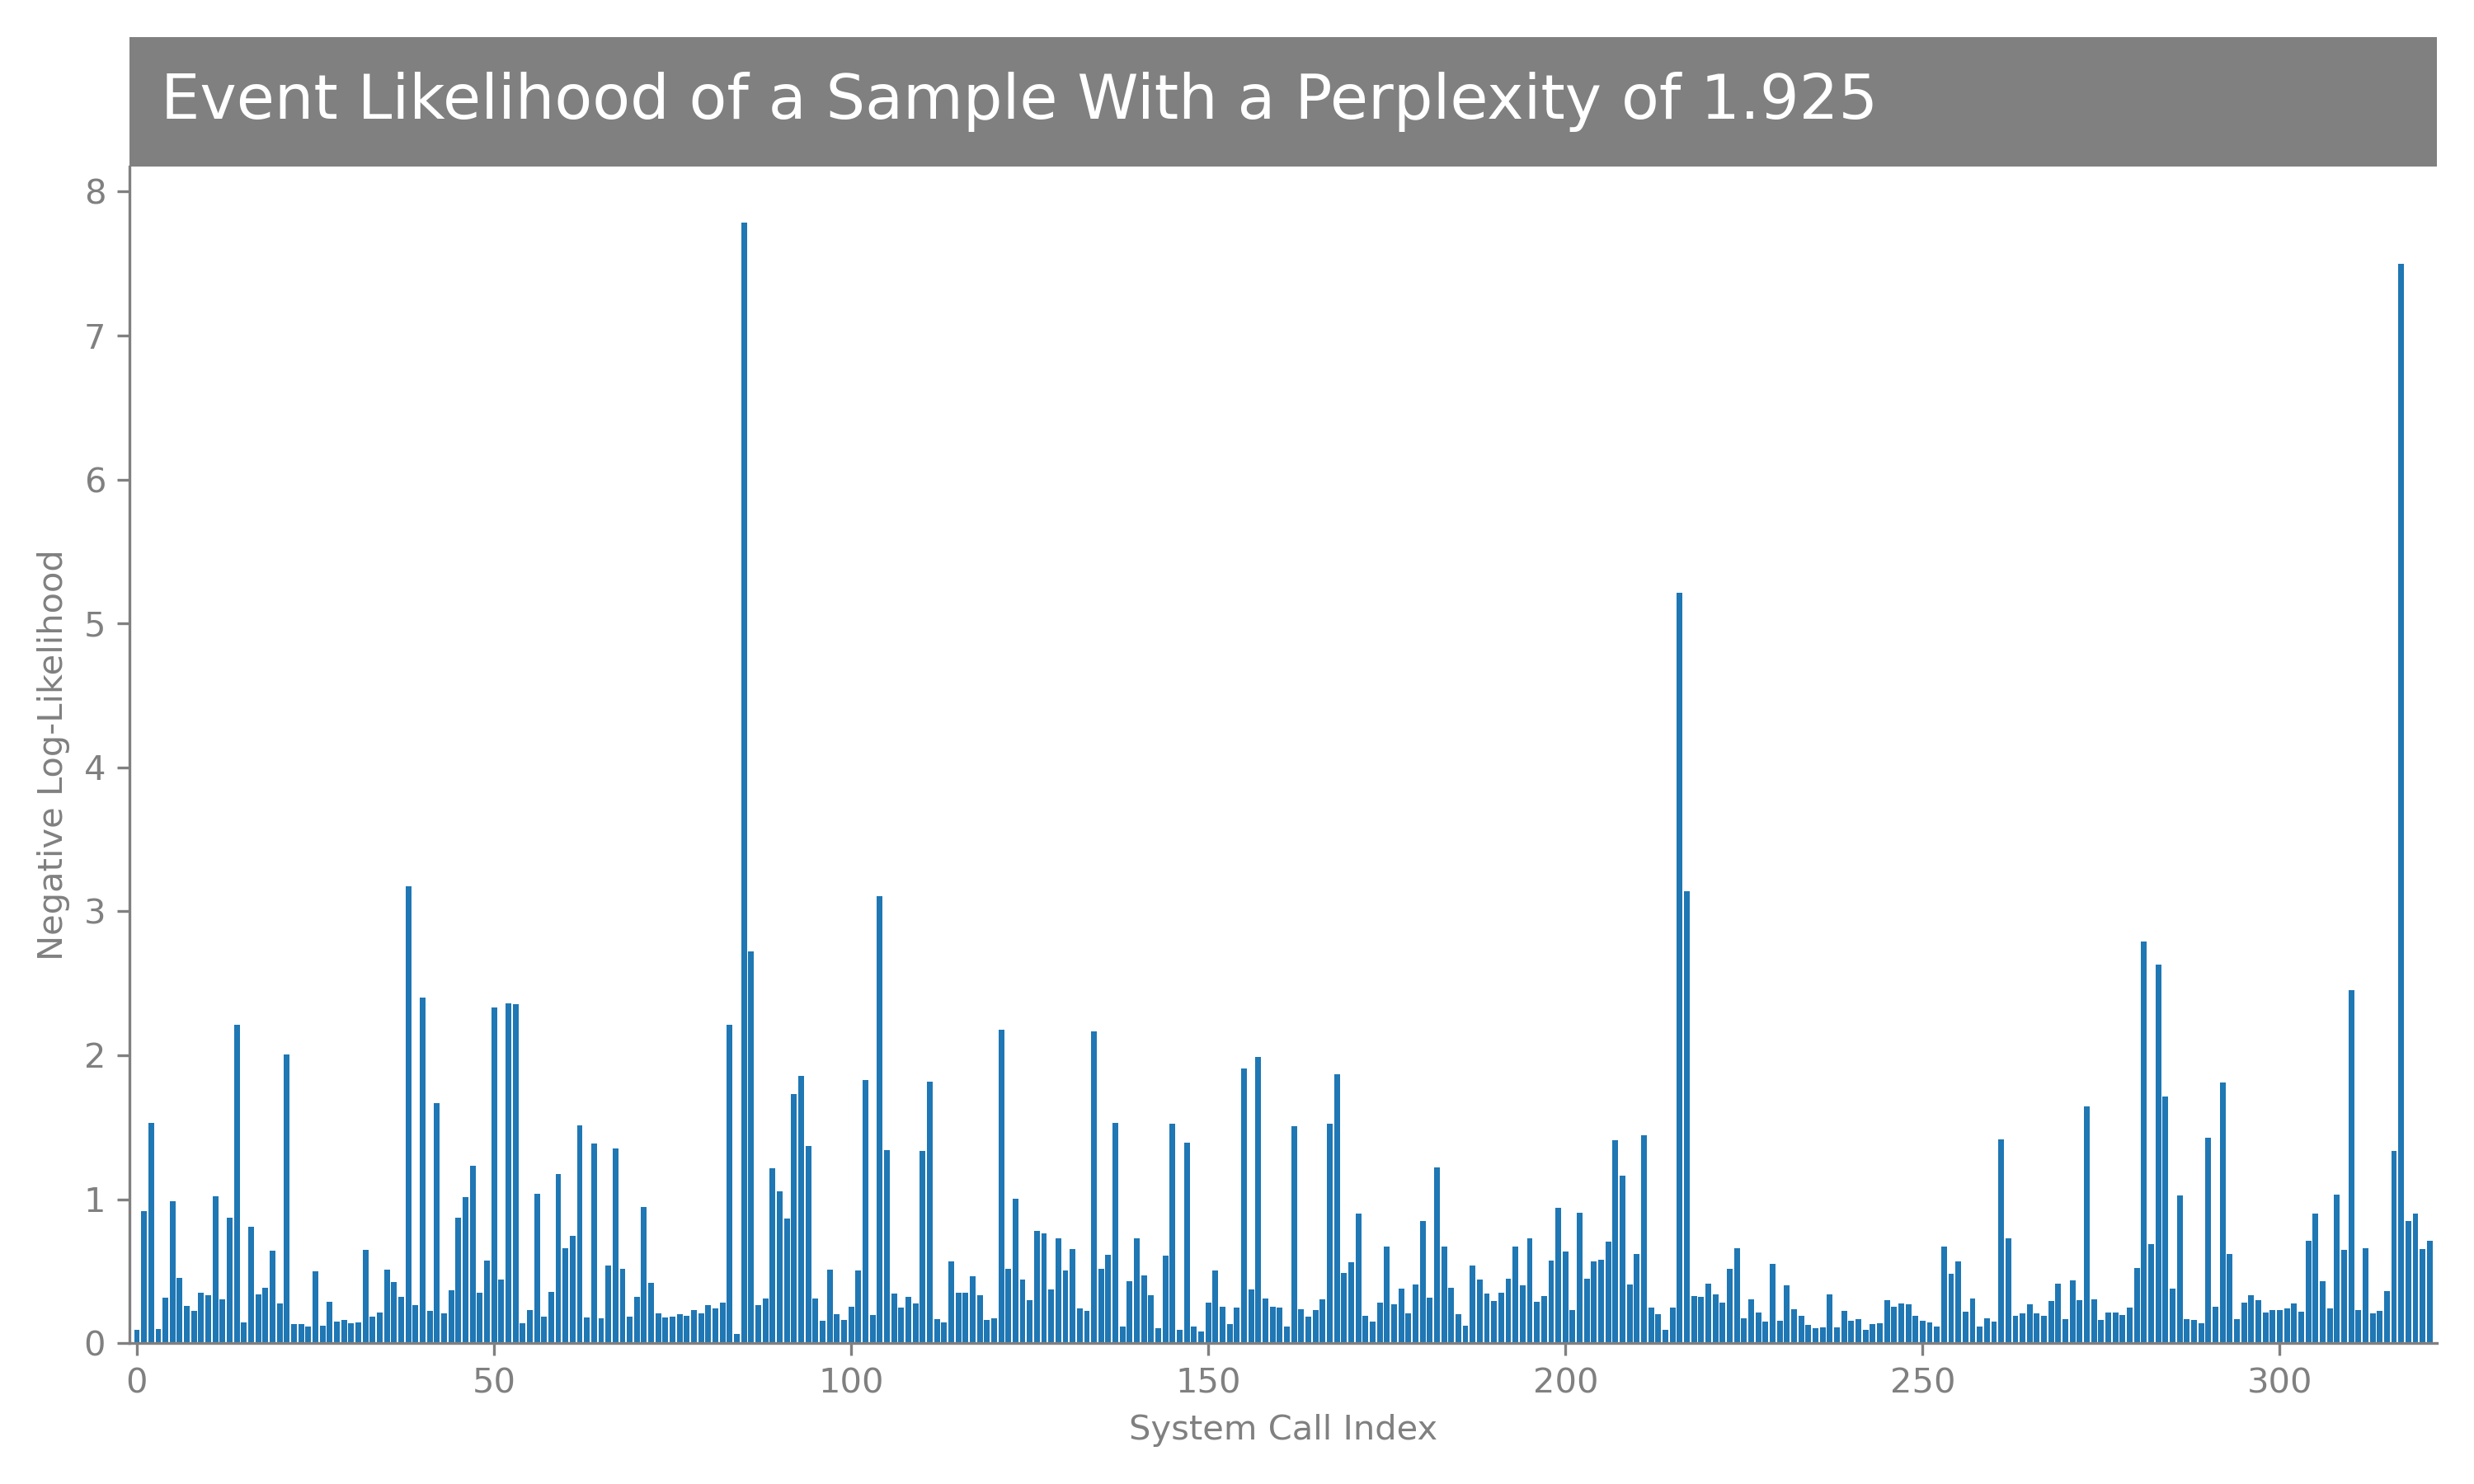 Event Likelihood of a Sample With a Perplexity of 1.925
8
7
6
5
4
3
2
1
0
Negative Log-Likelihood
0 50 100 150 200 250 300
System Call Index